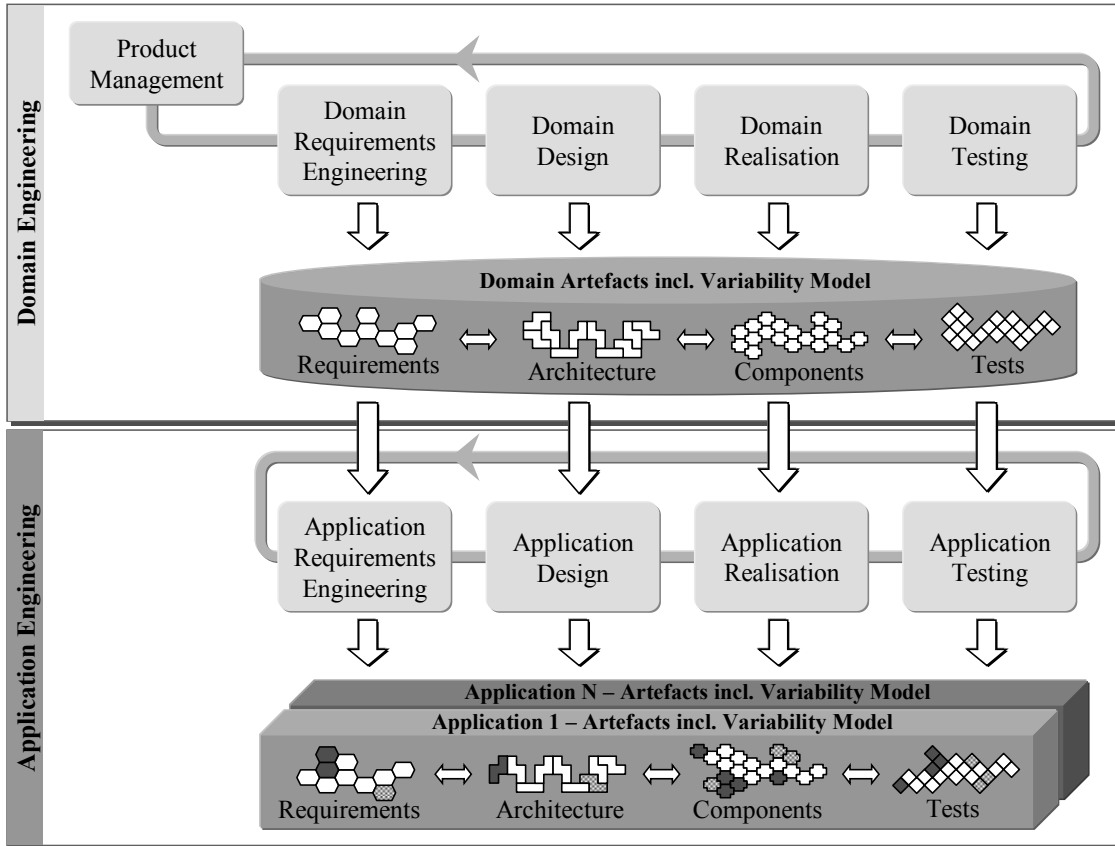 Domain Engineering
Product
Management
Domain
Requirements
Engineering
Domain
Design
Domain
Realisation
Domain
Testing
Domain Artefacts incl. Variability Model
Requirements
Architecture
Components
Tests
Application Engineering
Application
Requirements
Engineering
Application
Design
Application
Realisation
Application
Testing
Application N – Artefacts incl. Variability Model
Application 1 – Artefacts incl. Variability Model
Requirements
Architecture
Components
Tests